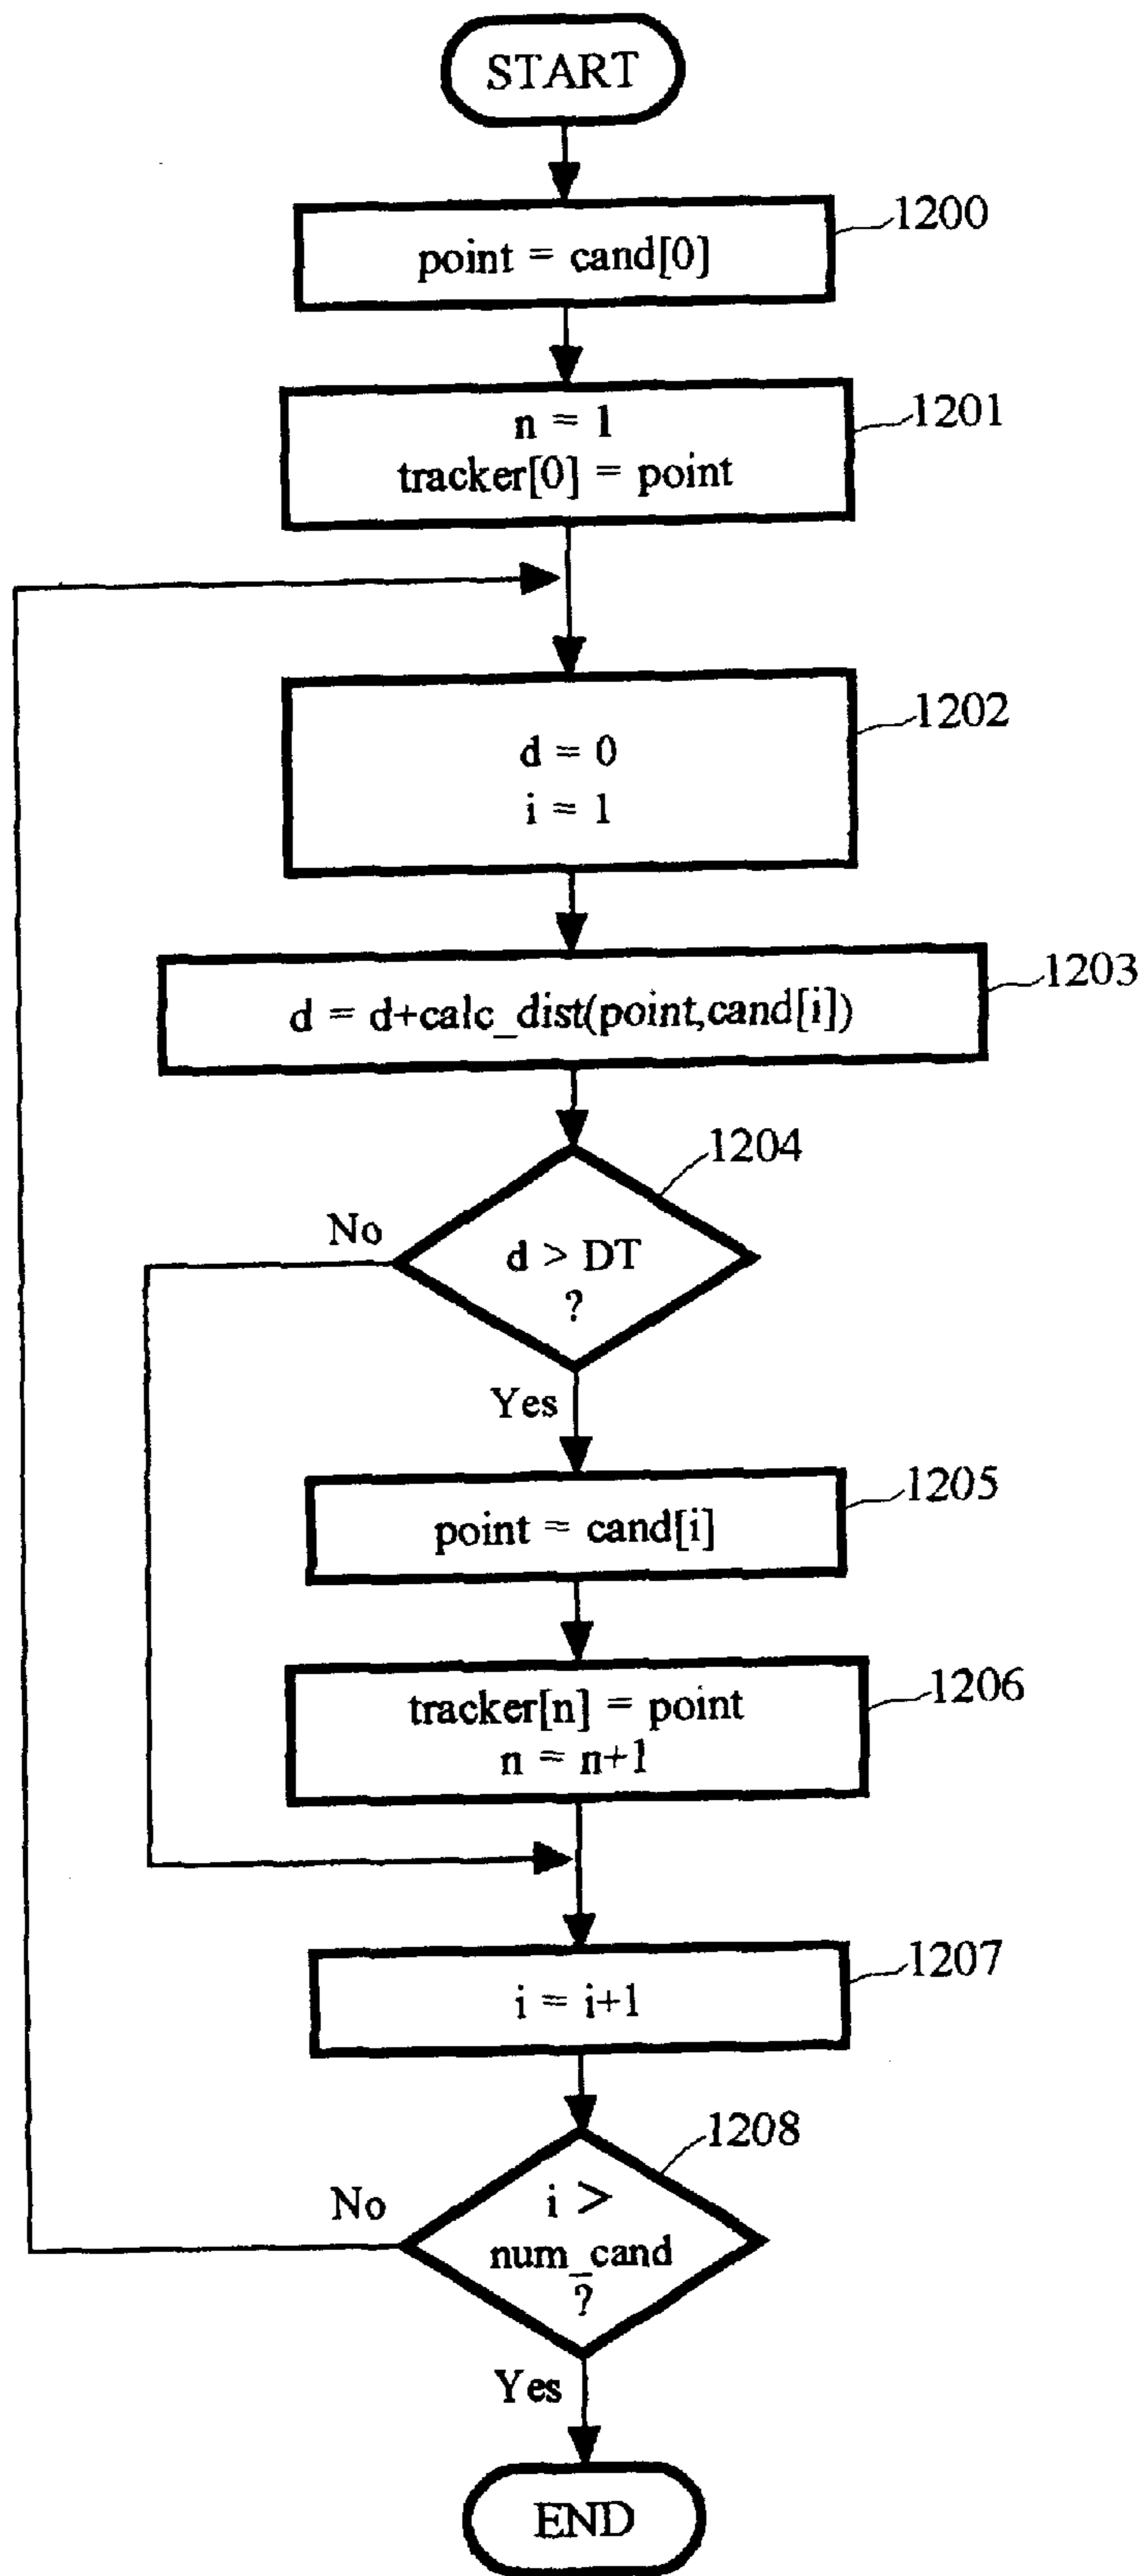 START
1200
point = cand[0]
1201
n = 1
tracker[0] = point
1202
d = 0
i = 1
1203
d = d+calc_dist(point,cand[i])
1204
No
d > DT
?
Yes
1205
point = cand[i]
1206
tracker[n] = point
n = n+1
1207
i = i+1
1208
No
i >
num_cand
?
Yes
END